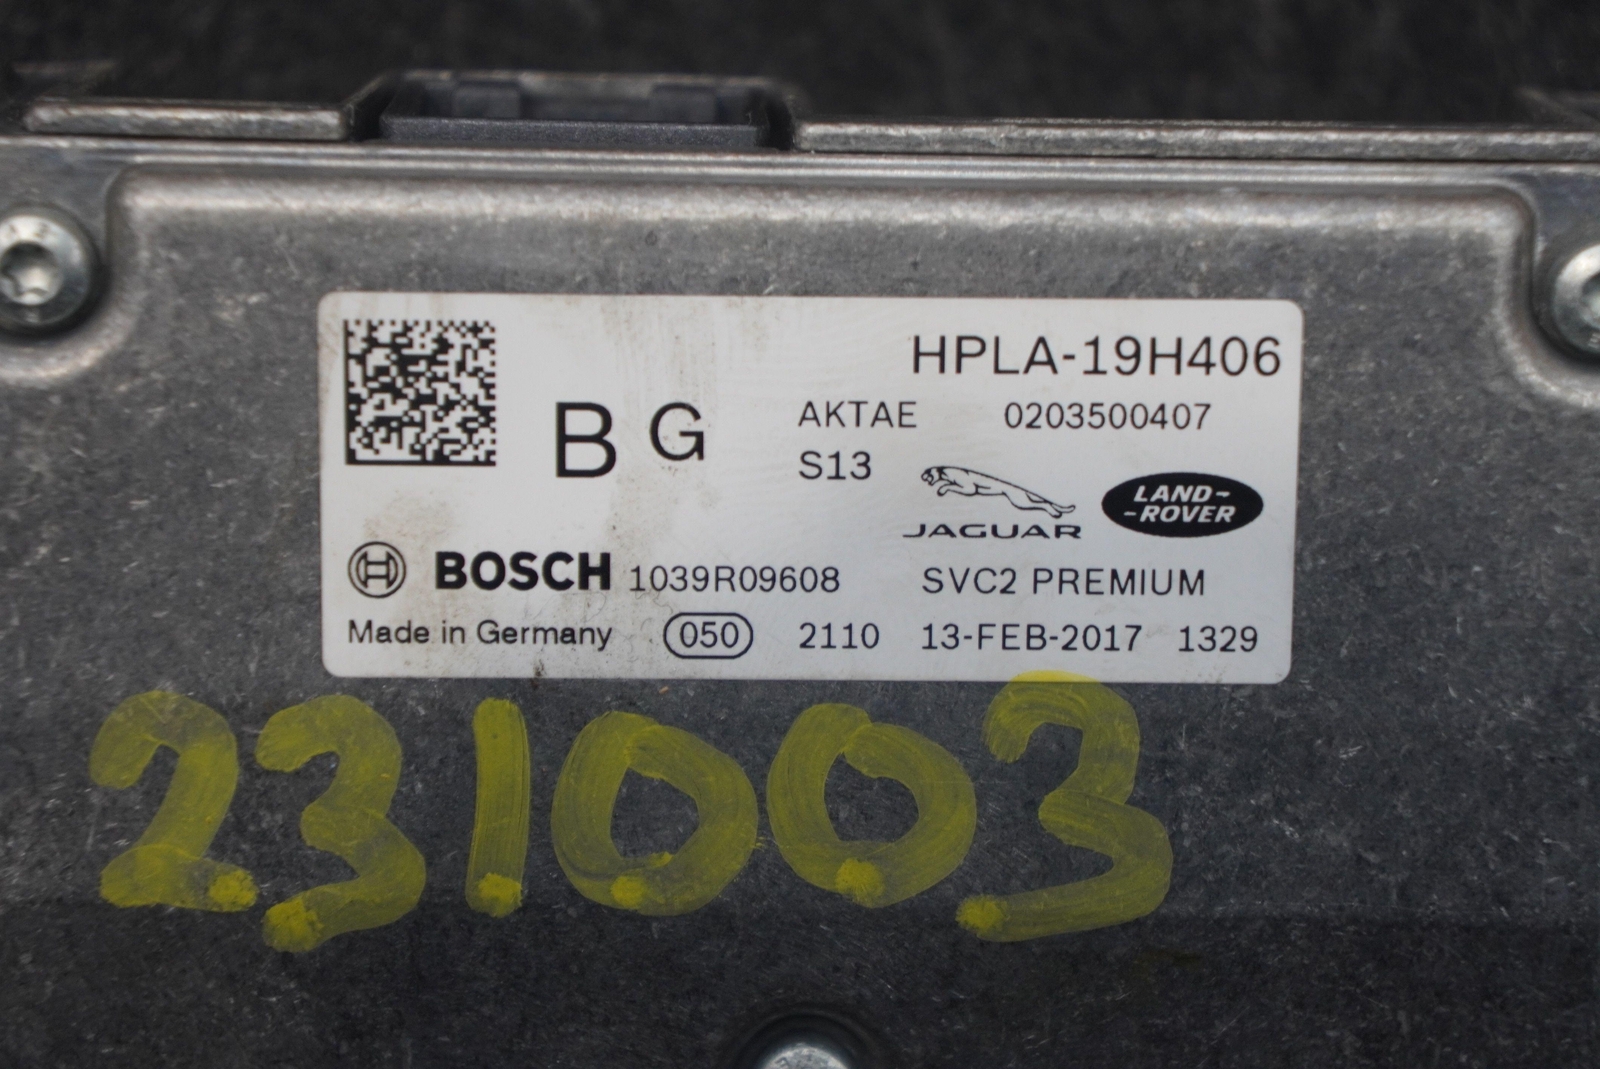 HPLA-19H406
B G AKTAE 0203500407
S13
JAGUAR LAND-
-ROVER
BOSCH 1039R09608 SVC2 PREMIUM
Made in Germany 050 2110 13-FEB-2017 1329
231003